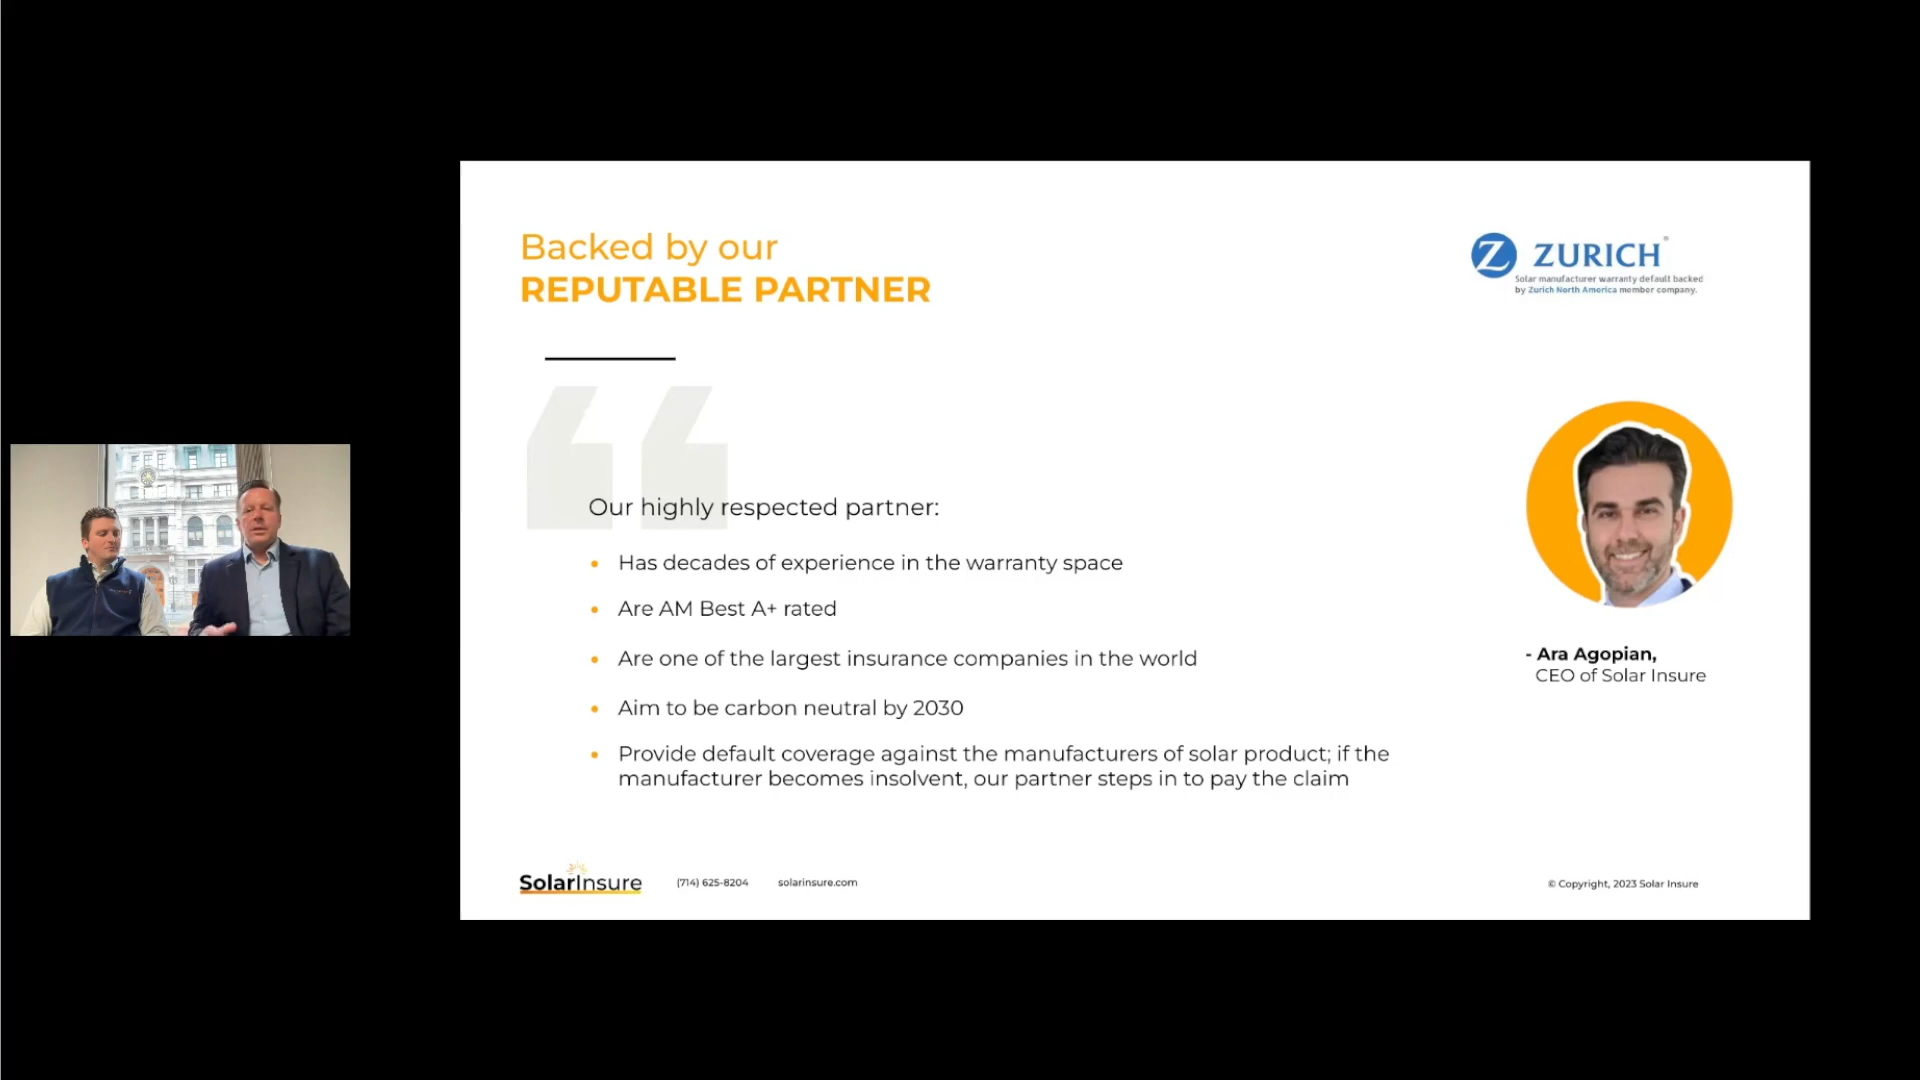 Backed by our
REPUTABLE PARTNER
ZURICH®
Solar manufacturer warranty default backed
by Zurich North America member company.
Our highly respected partner:
• Has decades of experience in the warranty space
• Are AM Best A+ rated
• Are one of the largest insurance companies in the world
• Aim to be carbon neutral by 2030
• Provide default coverage against the manufacturers of solar product; if the
manufacturer becomes insolvent, our partner steps in to pay the claim
- Ara Agopian,
CEO of Solar Insure
SolarInsure
(714) 625-8204
solarinsure.com
© Copyright, 2023 Solar Insure